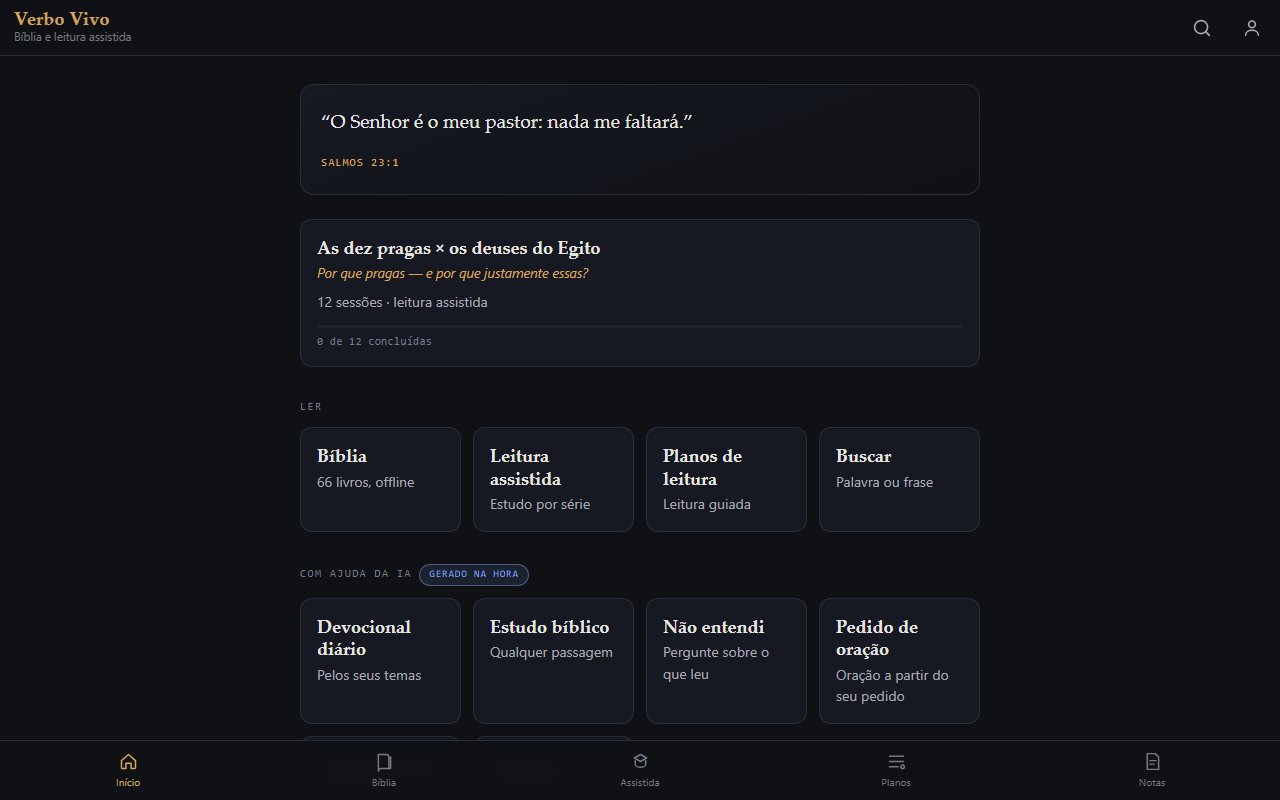 Verbo Vivo
Bíblia e leitura assistida
“O Senhor é o meu pastor: nada me faltará.”
SALMOS 23:1
As dez pragas × os deuses do Egito
Por que pragas — e por que justamente essas?
12 sessões · leitura assistida
0 de 12 concluídas
LER
Bíblia
66 livros, offline
Leitura
assistida
Estudo por série
Planos de
leitura
Leitura guiada
Buscar
Palavra ou frase
COM AJUDA DA IA
GERADO NA HORA
Devocional
diário
Pelos seus temas
Estudo bíblico
Qualquer passagem
Não entendi
Pergunte sobre o
que leu
Pedido de
oração
Oração a partir do
seu pedido
Início
Bíblia
Assistida
Planos
Notas